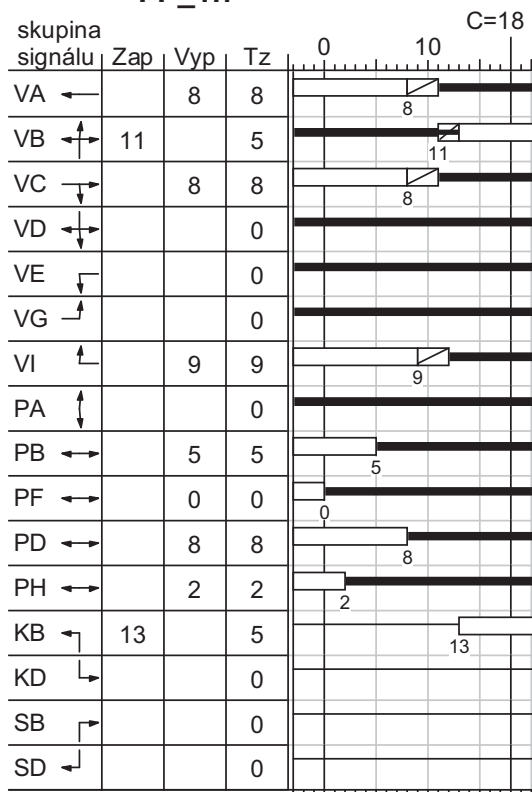 C=18
skupina
signálu Zap Vyp Tz 0 10
VA 8 8 8
VB 11 5 11
VC 8 8 8
VD 0
VE 0
VG 0
VI 9 9 9
PA 0
PB 5 5 5
PF 0 0 0
PD 8 8 8
PH 2 2 2
KB 13 5 13
KD 0
SB 0
SD 0